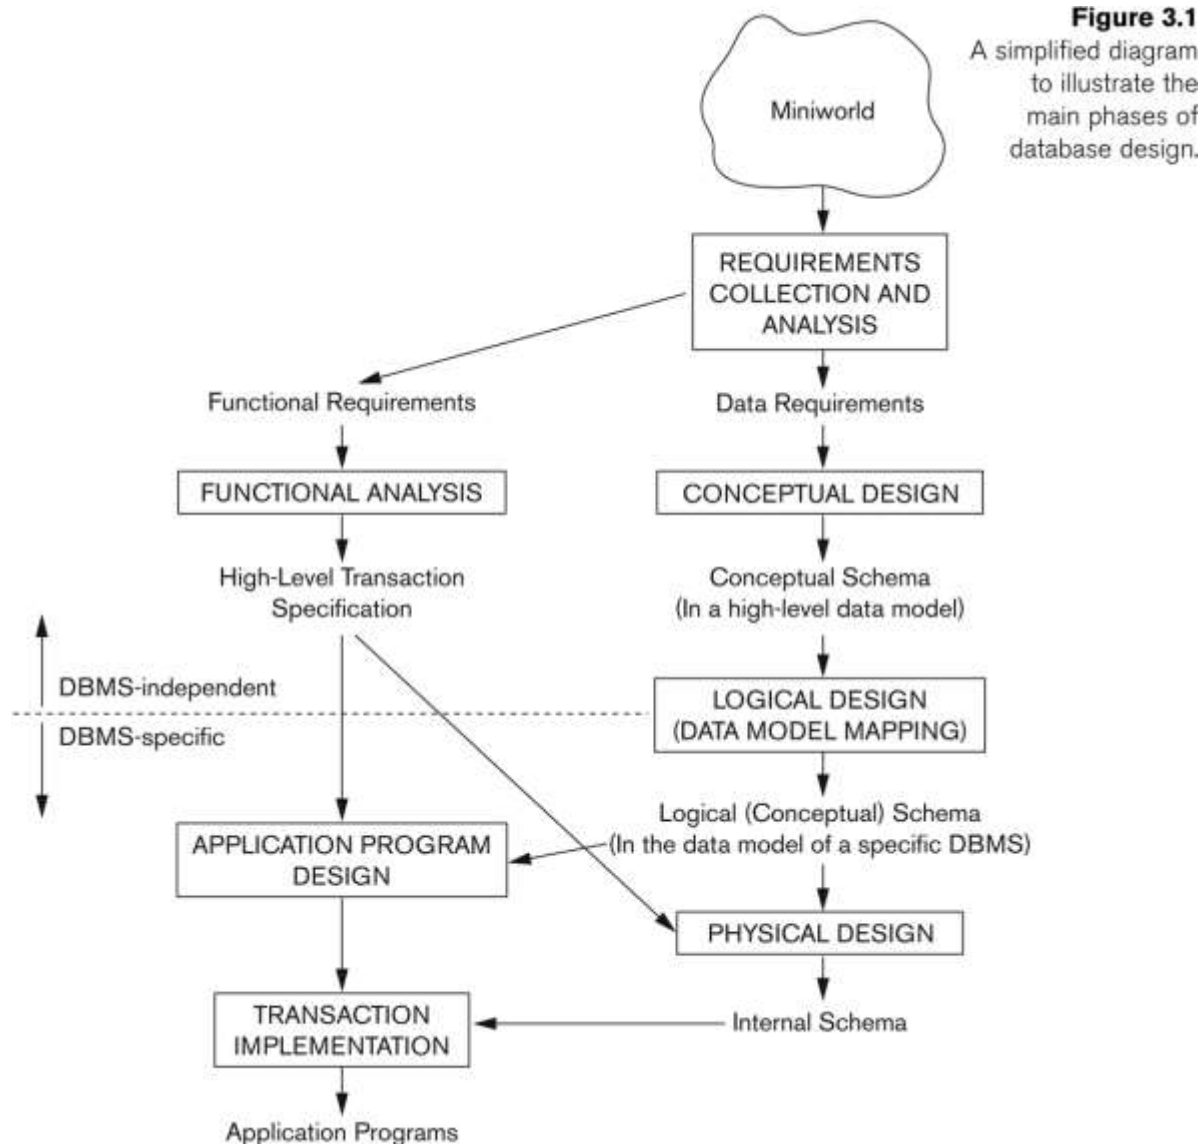 Figure 3.1
A simplified diagram
to illustrate the
main phases of
database design.
Miniworld
REQUIREMENTS
COLLECTION AND
ANALYSIS
Functional Requirements
Data Requirements
FUNCTIONAL ANALYSIS
CONCEPTUAL DESIGN
High-Level Transaction
Specification
Conceptual Schema
(In a high-level data model)
DBMS-independent
DBMS-specific
LOGICAL DESIGN
(DATA MODEL MAPPING)
Logical (Conceptual) Schema
(In the data model of a specific DBMS)
APPLICATION PROGRAM
DESIGN
PHYSICAL DESIGN
TRANSACTION
IMPLEMENTATION
Internal Schema
Application Programs